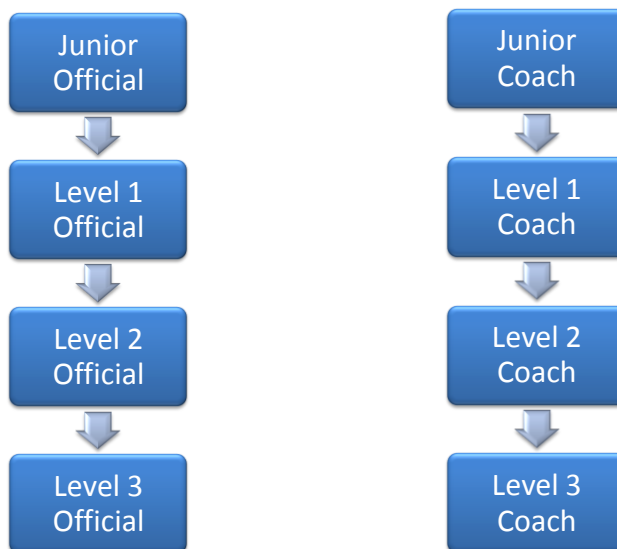 Junior
Official
Level 1
Official
Level 2
Official
Level 3
Official
Junior
Coach
Level 1
Coach
Level 2
Coach
Level 3
Coach